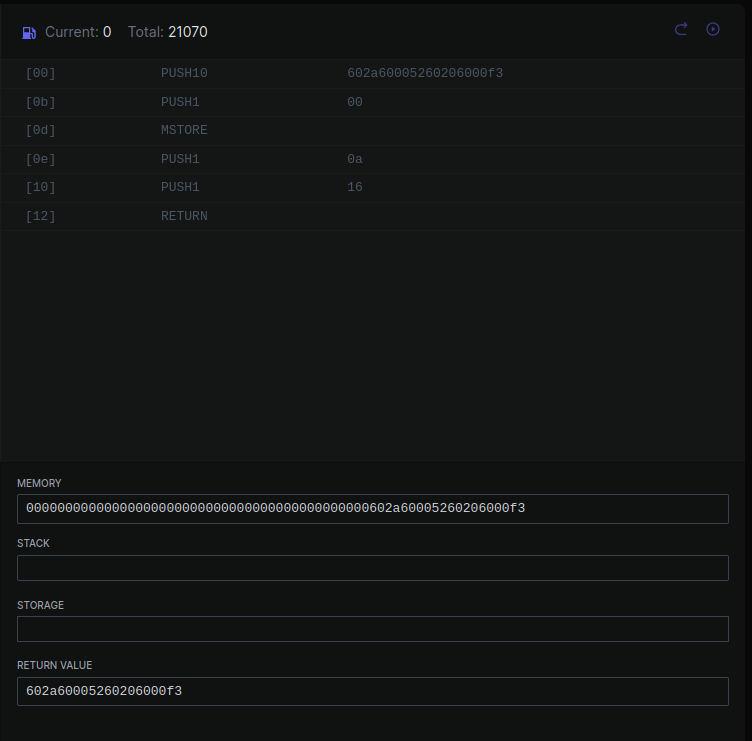 Current: 0 Total: 21070
[00] PUSH10 602a60005260206000f3
[0b] PUSH1 00
[0d] MSTORE
[0e] PUSH1 0a
[10] PUSH1 16
[12] RETURN
MEMORY
00000000000000000000000000000000000000000000602a60005260206000f3
STACK
STORAGE
RETURN VALUE
602a60005260206000f3